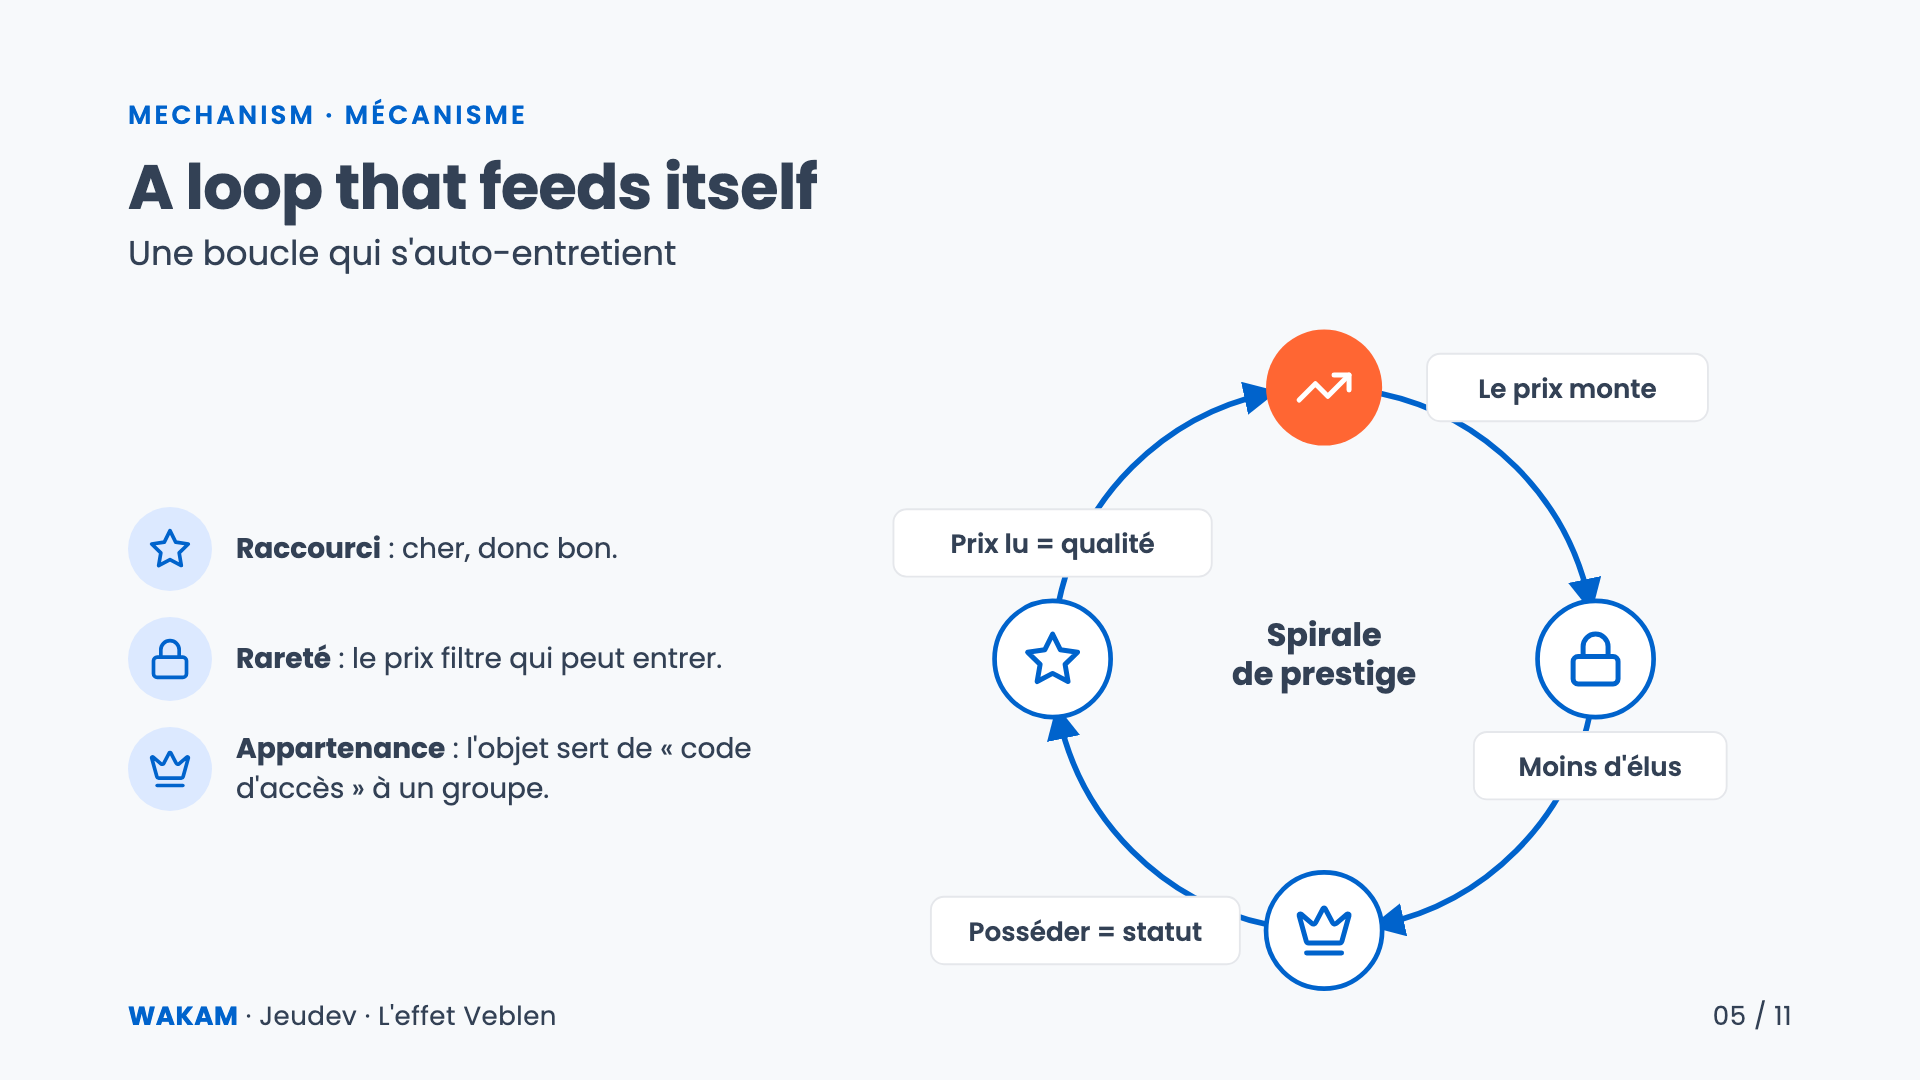 MECHANISM · MÉCANISME
A loop that feeds itself
Une boucle qui s'auto-entretient
Raccourci : cher, donc bon.
Rareté : le prix filtre qui peut entrer.
Appartenance : l'objet sert de « code
d'accès » à un groupe.
Le prix monte
Prix lu = qualité
Spirale
de prestige
Moins d'élus
Posséder = statut
WAKAM · Jeudev · L'effet Veblen
05 / 11